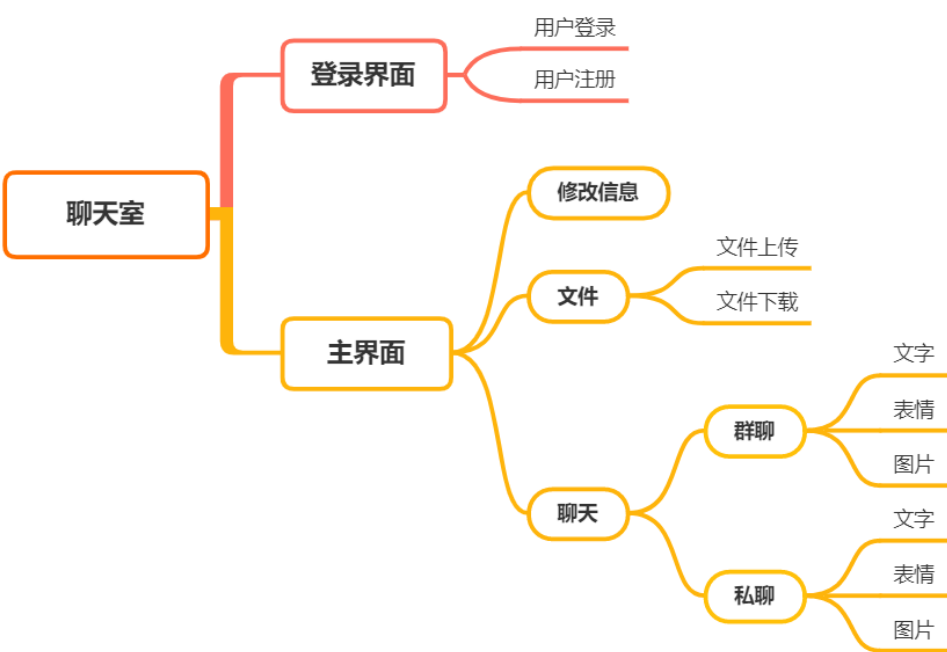 聊天室
登录界面
用户登录
用户注册
主界面
修改信息
文件
文件上传
文件下载
聊天
群聊
文字
表情
图片
私聊
文字
表情
图片